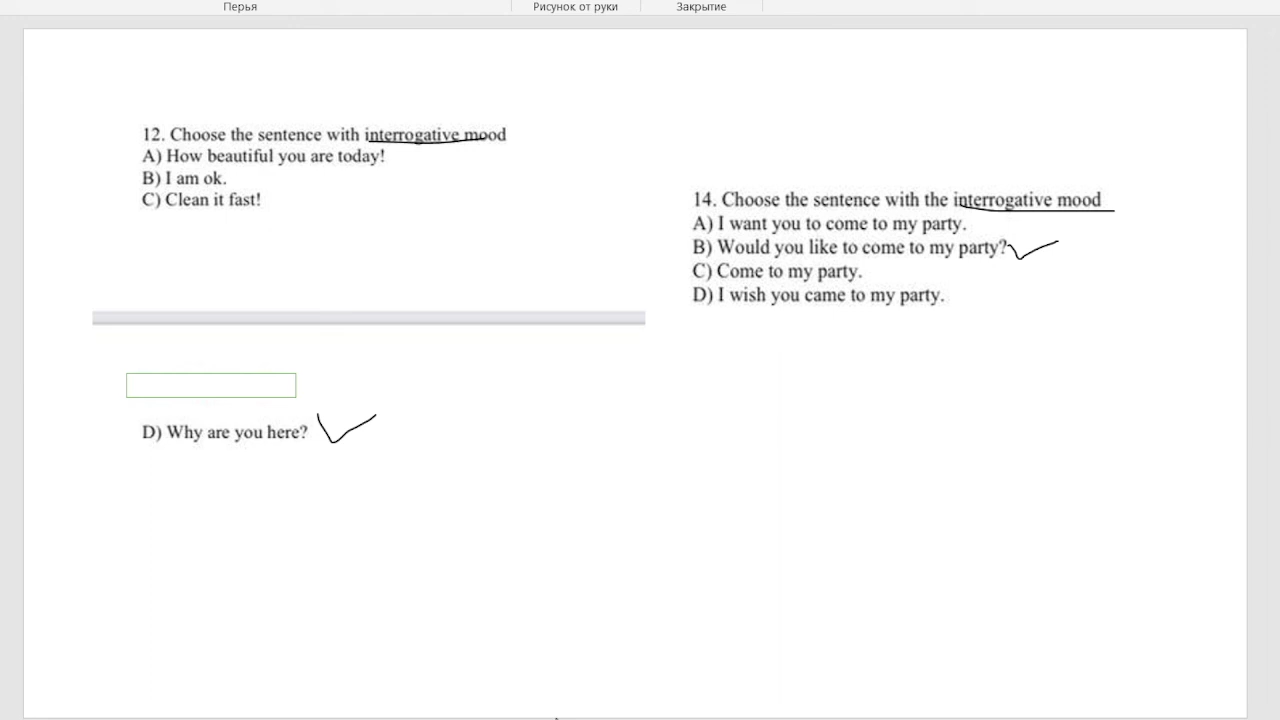 Перья Рисунок от руки Закрытие
12. Choose the sentence with interrogative mood
A) How beautiful you are today!
B) I am ok.
C) Clean it fast!
D) Why are you here?
14. Choose the sentence with the interrogative mood
A) I want you to come to my party.
B) Would you like to come to my party?
C) Come to my party.
D) I wish you came to my party.